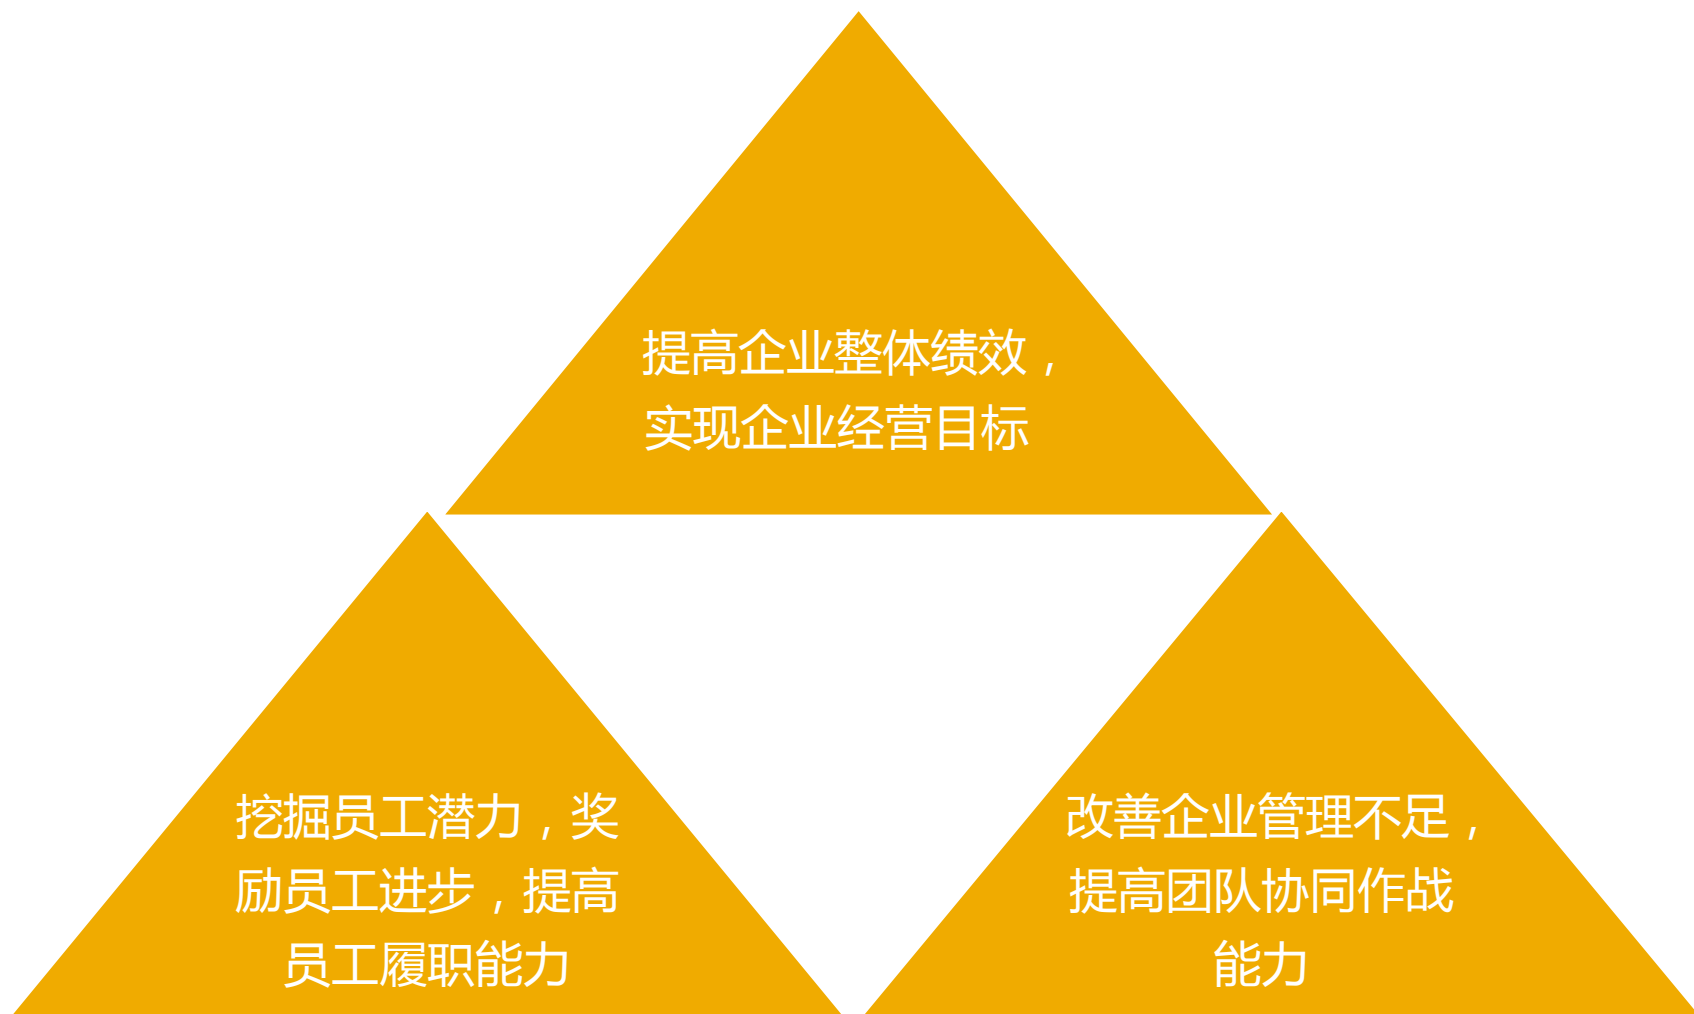 提高企业整体绩效，
实现企业经营目标
挖掘员工潜力，奖
励员工进步，提高
员工履职能力
改善企业管理不足，
提高团队协同作战
能力